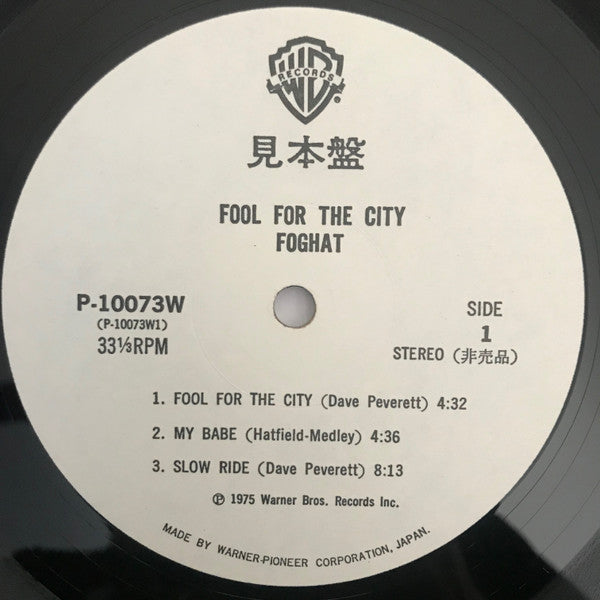 RECORDS
見本盤
FOOL FOR THE CITY
FOGHAT
P-10073W
(P-10073W1)
33⅓RPM
SIDE
1
STEREO (非売品)
1. FOOL FOR THE CITY (Dave Peverett) 4:32
2. MY BABE (Hatfield-Medley) 4:36
3. SLOW RIDE (Dave Peverett) 8:13
℗ 1975 Warner Bros. Records Inc.
MADE BY WARNER-PIONEER CORPORATION, JAPAN.